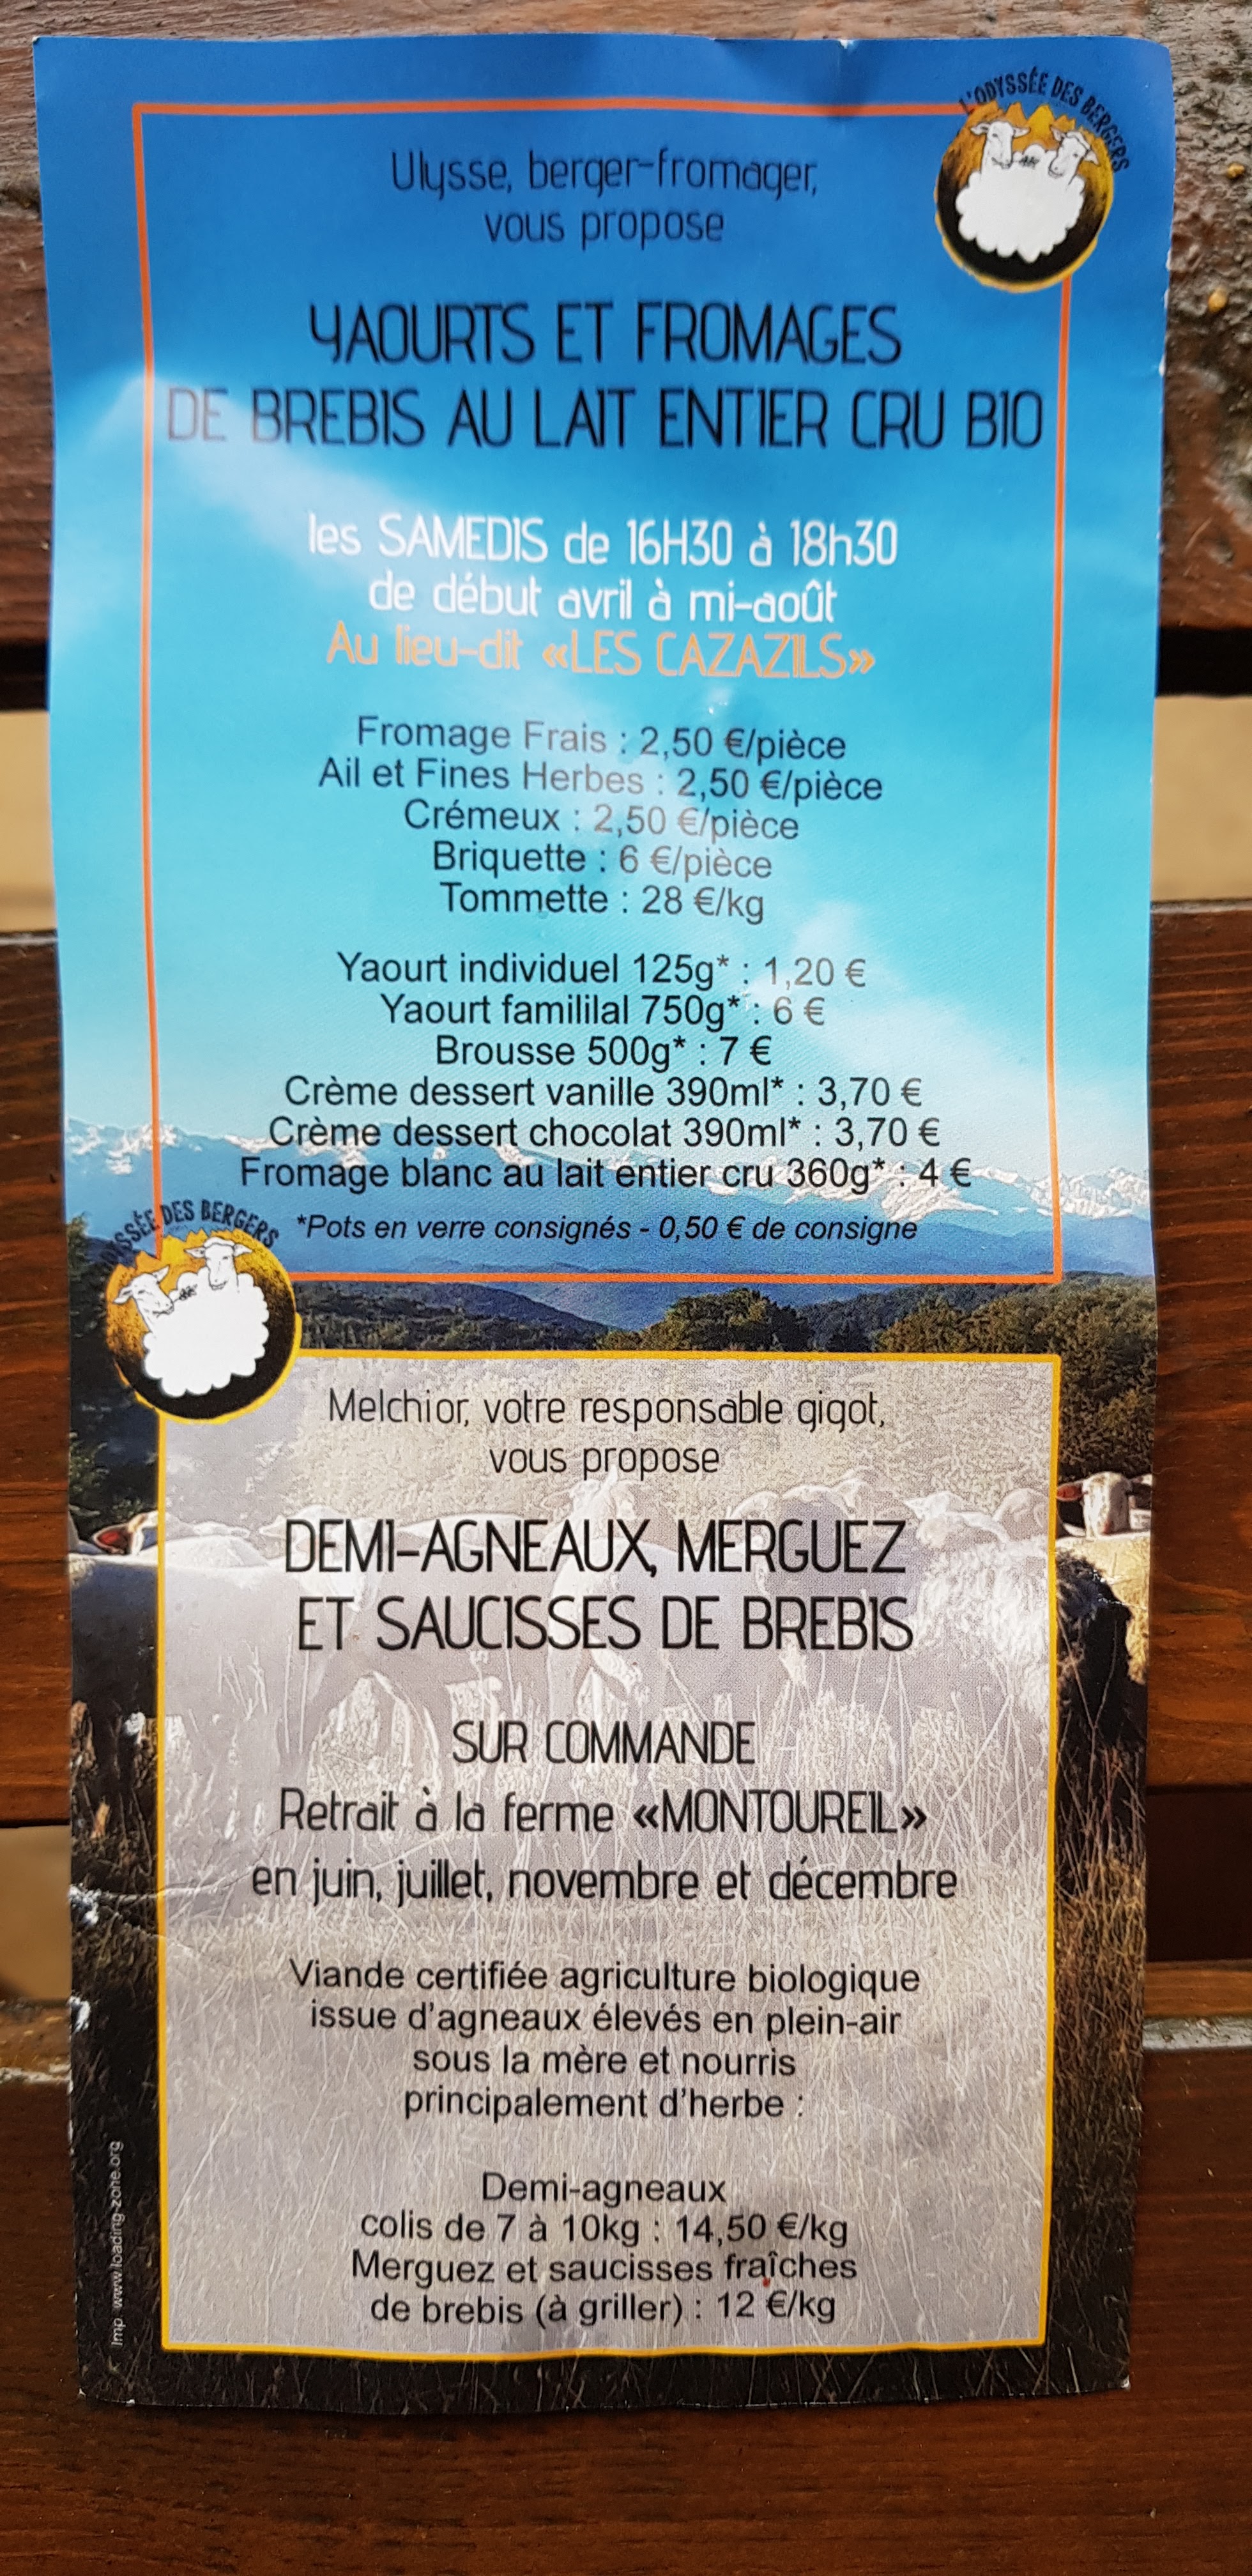 L'ODYSSÉE DES BERGERS
Ulysse, berger-fromager,
vous propose
YAOURTS ET FROMAGES
DE BREBIS AU LAIT ENTIER CRU BIO
les SAMEDIS de 16H30 à 18h30
de début avril à mi-août
Au lieu-dit «LES CAZAZILS»
Fromage Frais : 2,50 €/pièce
Ail et Fines Herbes : 2,50 €/pièce
Crémeux : 2,50 €/pièce
Briquette : 6 €/pièce
Tommette : 28 €/kg
Yaourt individuel 125g* : 1,20 €
Yaourt famililal 750g* : 6 €
Brousse 500g* : 7 €
Crème dessert vanille 390ml* : 3,70 €
Crème dessert chocolat 390ml* : 3,70 €
Fromage blanc au lait entier cru 360g* : 4 €
*Pots en verre consignés - 0,50 € de consigne
DES BERGERS
Melchior, votre responsable gigot,
vous propose
DEMI-AGNEAUX, MERGUEZ
ET SAUCISSES DE BREBIS
SUR COMMANDE
Retrait à la ferme «MONTOUREIL»
en juin, juillet, novembre et décembre
Viande certifiée agriculture biologique
issue d'agneaux élevés en plein-air
sous la mère et nourris
principalement d'herbe :
Demi-agneaux
colis de 7 à 10kg : 14,50 €/kg
Merguez et saucisses fraîches
de brebis (à griller) : 12 €/kg
Imp. www.loading-zone.org